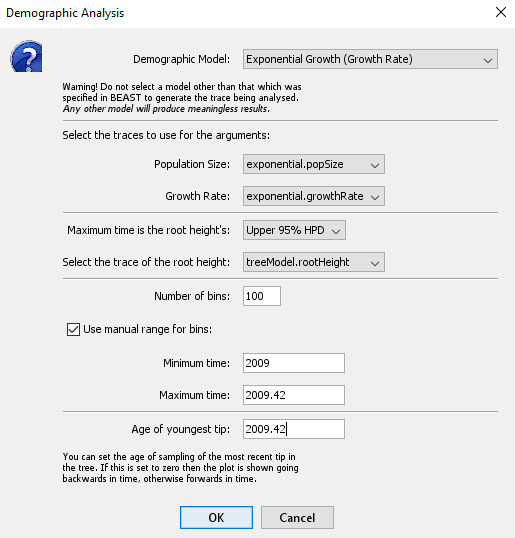 Demographic Analysis
Demographic Model: Exponential Growth (Growth Rate)
Warning! Do not select a model other than that which was
specified in BEAST to generate the trace being analysed.
Any other model will produce meaningless results.
Select the traces to use for the arguments:
Population Size: exponential.popSize
Growth Rate: exponential.growthRate
Maximum time is the root height's: Upper 95% HPD
Select the trace of the root height: treeModel.rootHeight
Number of bins: 100
Use manual range for bins:
Minimum time: 2009
Maximum time: 2009.42
Age of youngest tip: 2009.42
You can set the age of sampling of the most recent tip in
the tree. If this is set to zero then the plot is shown going
backwards in time, otherwise forwards in time.
OK Cancel